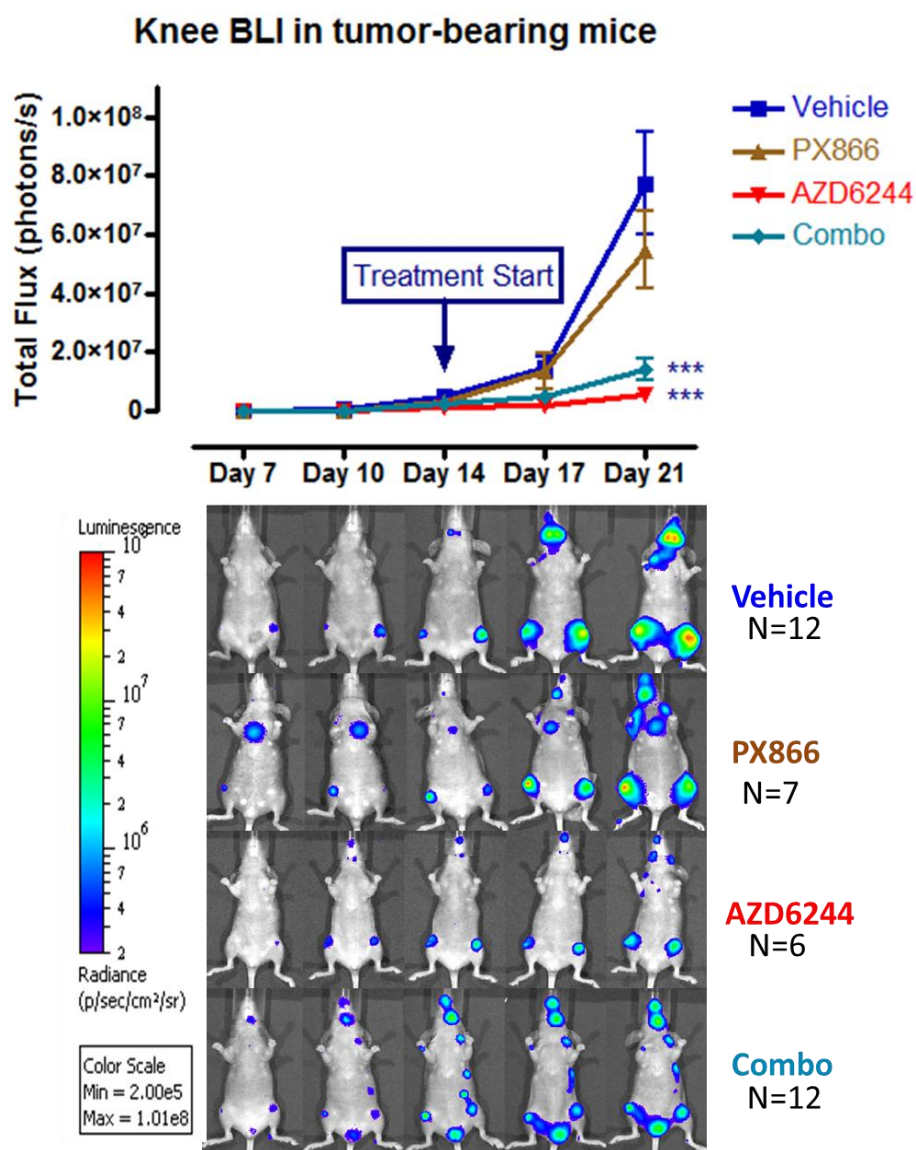 Knee BLI in tumor-bearing mice
Total Flux (photons/s)
1.0×10⁸
8.0×10⁷
6.0×10⁷
4.0×10⁷
2.0×10⁷
0
Treatment Start
***
***
Vehicle
PX866
AZD6244
Combo
Day 7 Day 10 Day 14 Day 17 Day 21
Luminescence
10⁸
7
4
2
10⁷
7
4
2
10⁶
7
4
2
Radiance
(p/sec/cm²/sr)
Color Scale
Min = 2.00e5
Max = 1.01e8
Vehicle
N=12
PX866
N=7
AZD6244
N=6
Combo
N=12